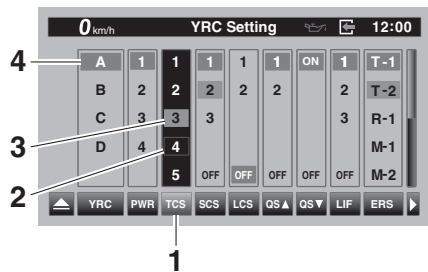 0 km/h YRC Setting 12:00
4 A 1 1 1 1 1 ON 1 T-1
B 2 2 2 2 2 2 T-2
3 C 3 3 3 3 R-1
2 D 4 4 M-1
5 OFF OFF OFF OFF OFF M-2
YRC PWR TCS SCS LCS QS▲ QS▼ LIF ERS
1